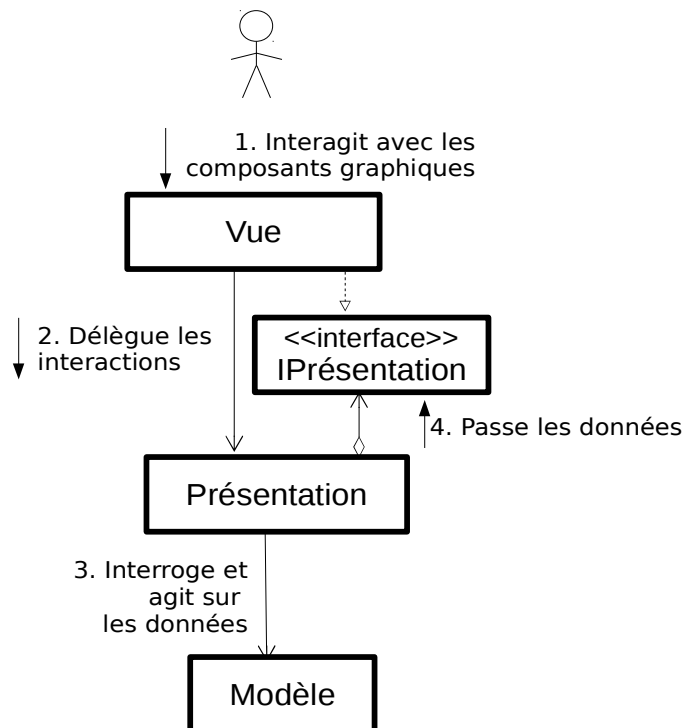 1. Interagit avec les
composants graphiques
Vue
2. Délègue les
interactions
<<interface>>
IPrésentation
4. Passe les données
Présentation
3. Interroge et
agit sur
les données
Modèle